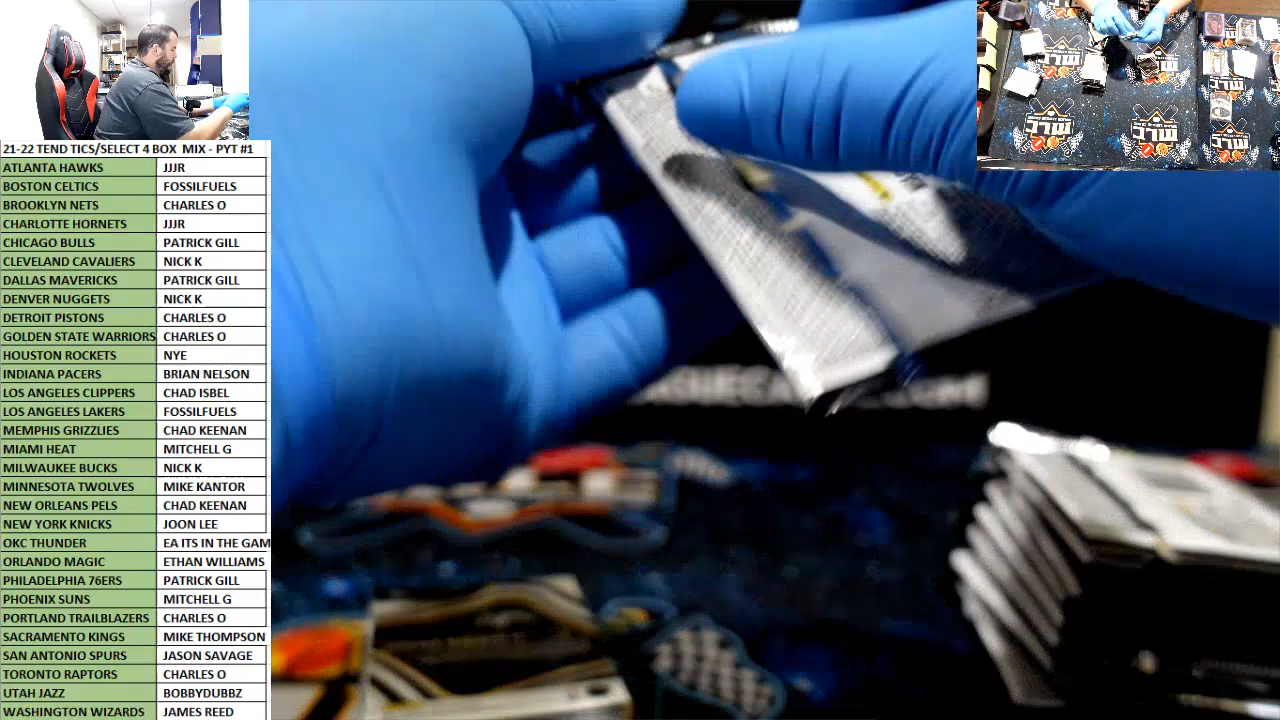 21-22 TEND TICS/SELECT 4 BOX MIX - PYT #1
ATLANTA HAWKS JJJR
BOSTON CELTICS FOSSILFUELS
BROOKLYN NETS CHARLES O
CHARLOTTE HORNETS JJJR
CHICAGO BULLS PATRICK GILL
CLEVELAND CAVALIERS NICK K
DALLAS MAVERICKS PATRICK GILL
DENVER NUGGETS NICK K
DETROIT PISTONS CHARLES O
GOLDEN STATE WARRIORS CHARLES O
HOUSTON ROCKETS NYE
INDIANA PACERS BRIAN NELSON
LOS ANGELES CLIPPERS CHAD ISBEL
LOS ANGELES LAKERS FOSSILFUELS
MEMPHIS GRIZZLIES CHAD KEENAN
MIAMI HEAT MITCHELL G
MILWAUKEE BUCKS NICK K
MINNESOTA TWOLVES MIKE KANTOR
NEW ORLEANS PELS CHAD KEENAN
NEW YORK KNICKS JOON LEE
OKC THUNDER EA ITS IN THE GAM
ORLANDO MAGIC ETHAN WILLIAMS
PHILADELPHIA 76ERS PATRICK GILL
PHOENIX SUNS MITCHELL G
PORTLAND TRAILBLAZERS CHARLES O
SACRAMENTO KINGS MIKE THOMPSON
SAN ANTONIO SPURS JASON SAVAGE
TORONTO RAPTORS CHARLES O
UTAH JAZZ BOBBYDUBBZ
WASHINGTON WIZARDS JAMES REED